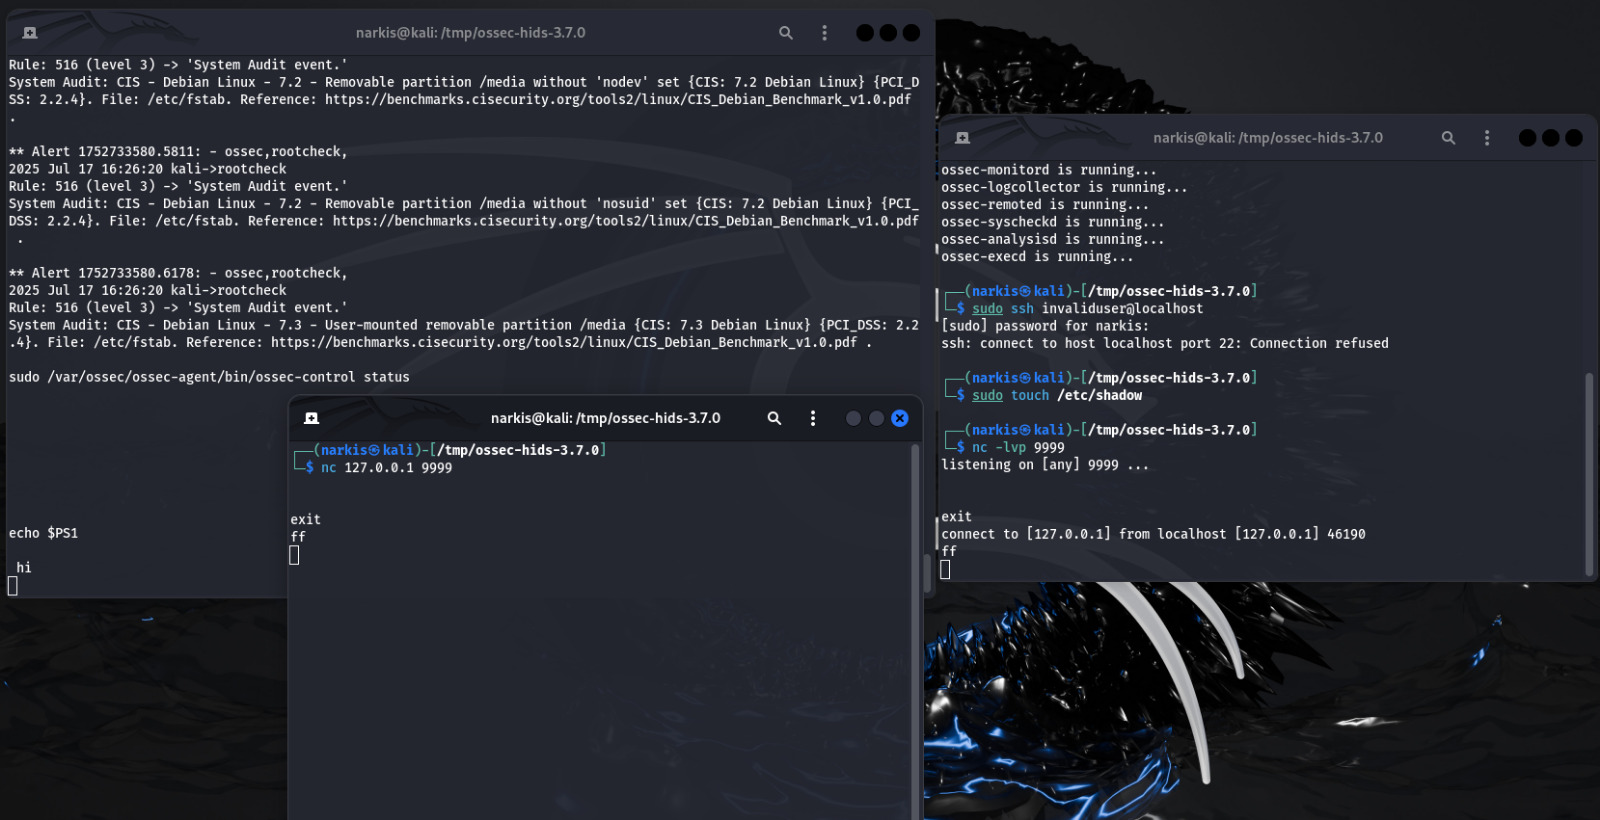 narkis@kali: /tmp/ossec-hids-3.7.0
Rule: 516 (level 3) -> 'System Audit event.'
System Audit: CIS - Debian Linux - 7.2 - Removable partition /media without 'nodev' set {CIS: 7.2 Debian Linux} {PCI_D
SS: 2.2.4}. File: /etc/fstab. Reference: https://benchmarks.cisecurity.org/tools2/linux/CIS_Debian_Benchmark_v1.0.pdf
.
** Alert 1752733580.5811: - ossec,rootcheck,
2025 Jul 17 16:26:20 kali->rootcheck
Rule: 516 (level 3) -> 'System Audit event.'
System Audit: CIS - Debian Linux - 7.2 - Removable partition /media without 'nosuid' set {CIS: 7.2 Debian Linux} {PCI_
DSS: 2.2.4}. File: /etc/fstab. Reference: https://benchmarks.cisecurity.org/tools2/linux/CIS_Debian_Benchmark_v1.0.pdf
.
** Alert 1752733580.6178: - ossec,rootcheck,
2025 Jul 17 16:26:20 kali->rootcheck
Rule: 516 (level 3) -> 'System Audit event.'
System Audit: CIS - Debian Linux - 7.3 - User-mounted removable partition /media {CIS: 7.3 Debian Linux} {PCI_DSS: 2.2
.4}. File: /etc/fstab. Reference: https://benchmarks.cisecurity.org/tools2/linux/CIS_Debian_Benchmark_v1.0.pdf .
sudo /var/ossec/ossec-agent/bin/ossec-control status
echo $PS1
hi
narkis@kali: /tmp/ossec-hids-3.7.0
┌──(narkis㉿kali)-[/tmp/ossec-hids-3.7.0]
└─$ nc 127.0.0.1 9999
exit
ff
narkis@kali: /tmp/ossec-hids-3.7.0
ossec-monitord is running...
ossec-logcollector is running...
ossec-remoted is running...
ossec-syscheckd is running...
ossec-analysisd is running...
ossec-execd is running...
┌──(narkis㉿kali)-[/tmp/ossec-hids-3.7.0]
└─$ sudo ssh invaliduser@localhost
[sudo] password for narkis:
ssh: connect to host localhost port 22: Connection refused
┌──(narkis㉿kali)-[/tmp/ossec-hids-3.7.0]
└─$ sudo touch /etc/shadow
┌──(narkis㉿kali)-[/tmp/ossec-hids-3.7.0]
└─$ nc -lvp 9999
listening on [any] 9999 ...
exit
connect to [127.0.0.1] from localhost [127.0.0.1] 46190
ff